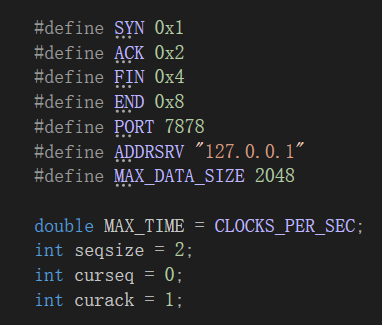 #define SYN 0x1
#define ACK 0x2
#define FIN 0x4
#define END 0x8
#define PORT 7878
#define ADDRSRV "127.0.0.1"
#define MAX_DATA_SIZE 2048
double MAX_TIME = CLOCKS_PER_SEC;
int seqsize = 2;
int curseq = 0;
int curack = 1;